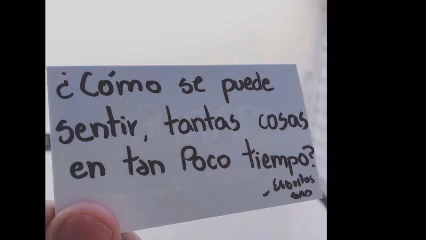 ¿Cómo se puede
sentir, tantas cosas
en tan Poco tiempo?